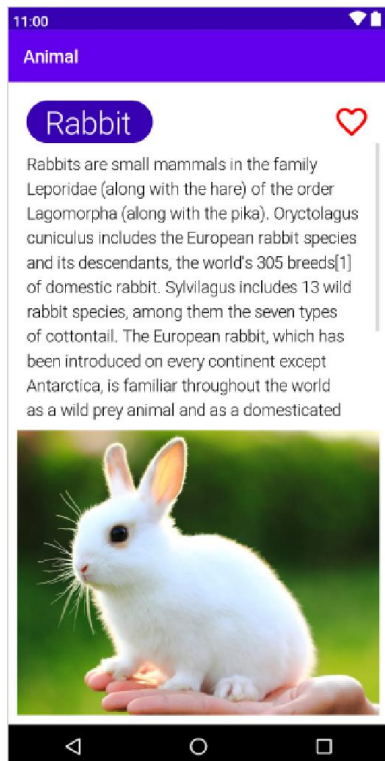 11:00
Animal
Rabbit
Rabbits are small mammals in the family
Leporidae (along with the hare) of the order
Lagomorpha (along with the pika). Oryctolagus
cuniculus includes the European rabbit species
and its descendants, the world's 305 breeds[1]
of domestic rabbit. Sylvilagus includes 13 wild
rabbit species, among them the seven types
of cottontail. The European rabbit, which has
been introduced on every continent except
Antarctica, is familiar throughout the world
as a wild prey animal and as a domesticated